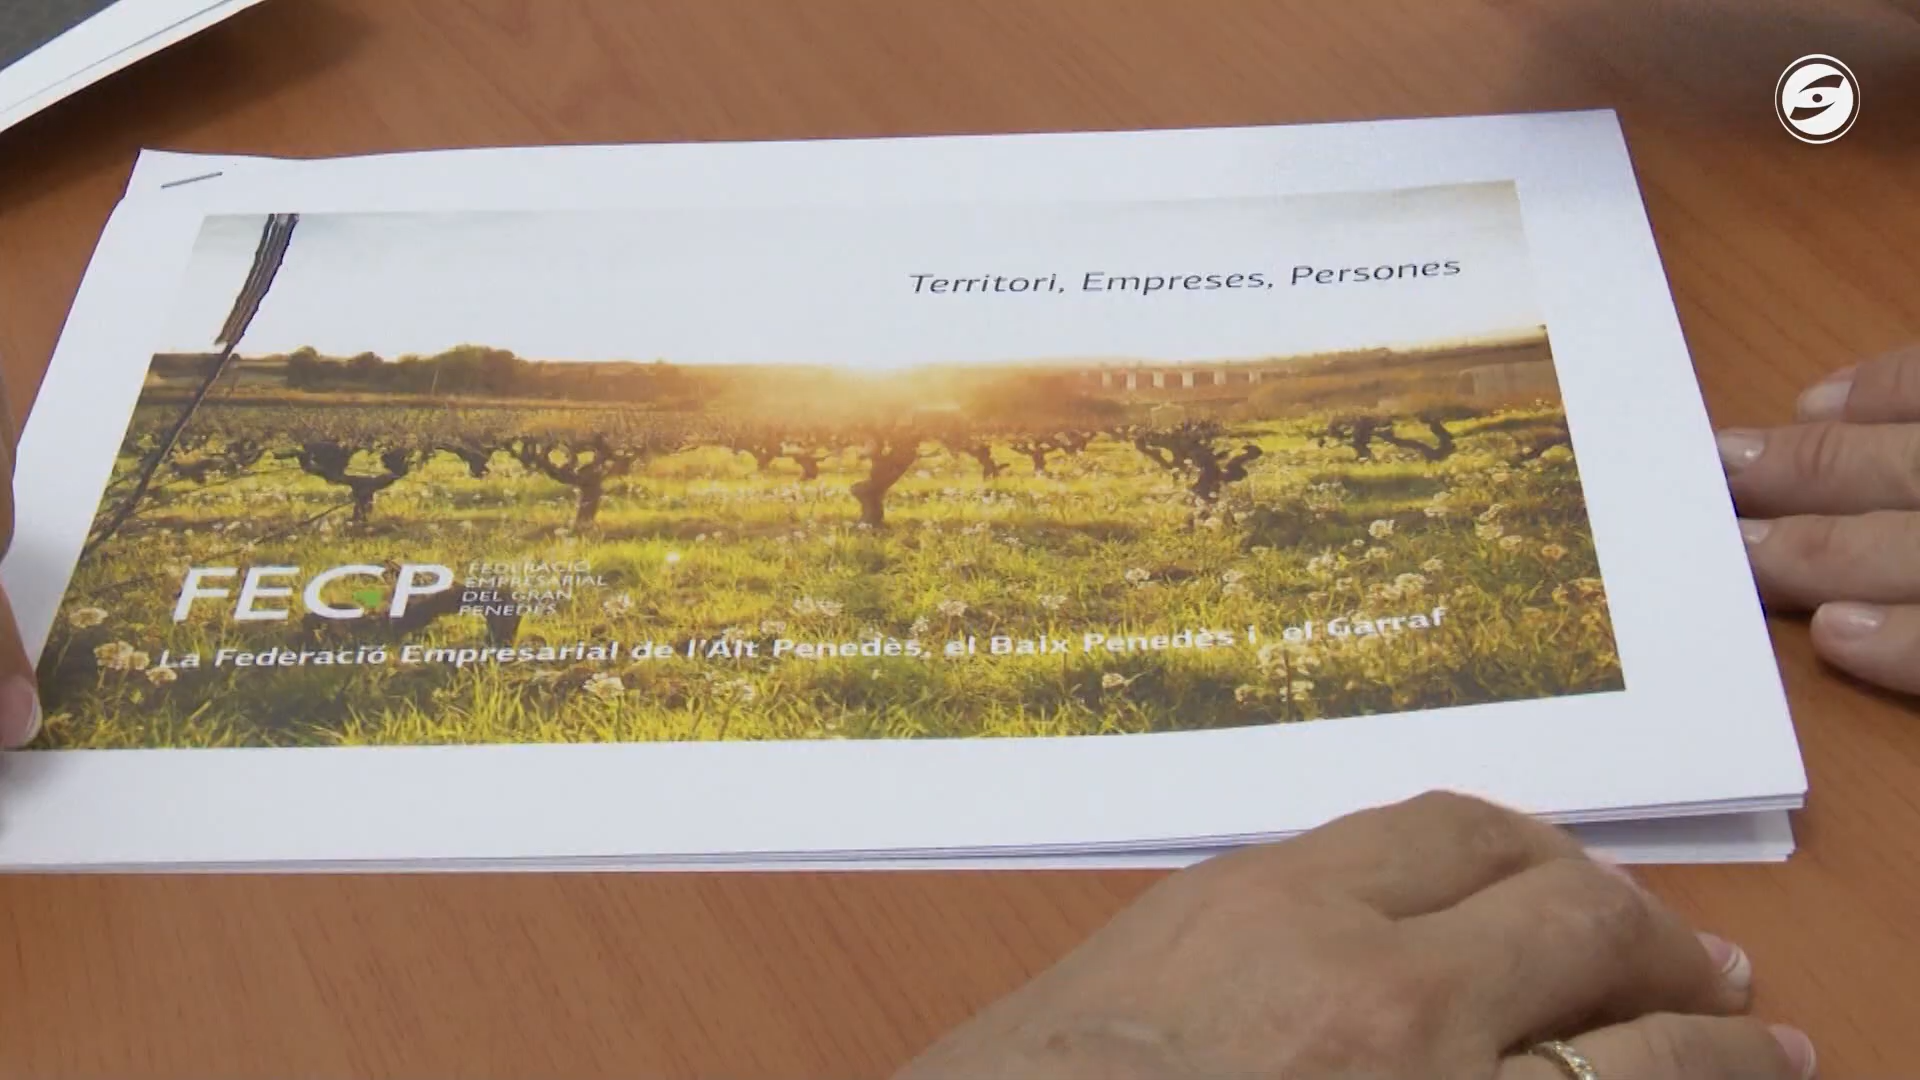 Territori, Empreses, Persones
FEGP
FEDERACIÓ
EMPRESARIAL
DEL GRAN
PENEDÈS
La Federació Empresarial de l'Alt Penedès, el Baix Penedès i el Garraf